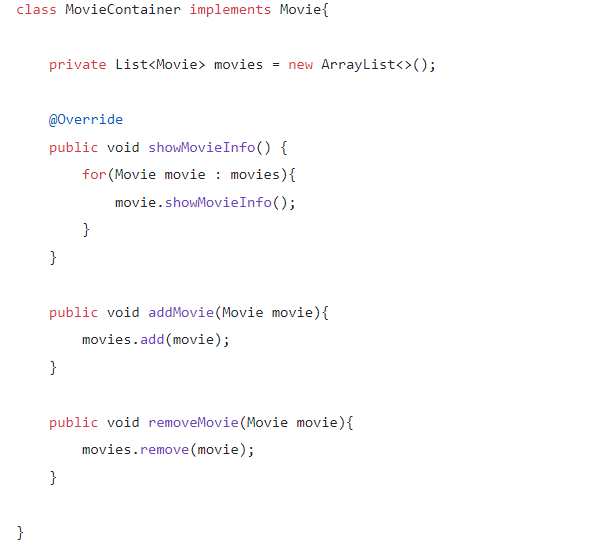 class MovieContainer implements Movie{
private List<Movie> movies = new ArrayList<>();
@Override
public void showMovieInfo() {
for(Movie movie : movies){
movie.showMovieInfo();
}
}
public void addMovie(Movie movie){
movies.add(movie);
}
public void removeMovie(Movie movie){
movies.remove(movie);
}
}